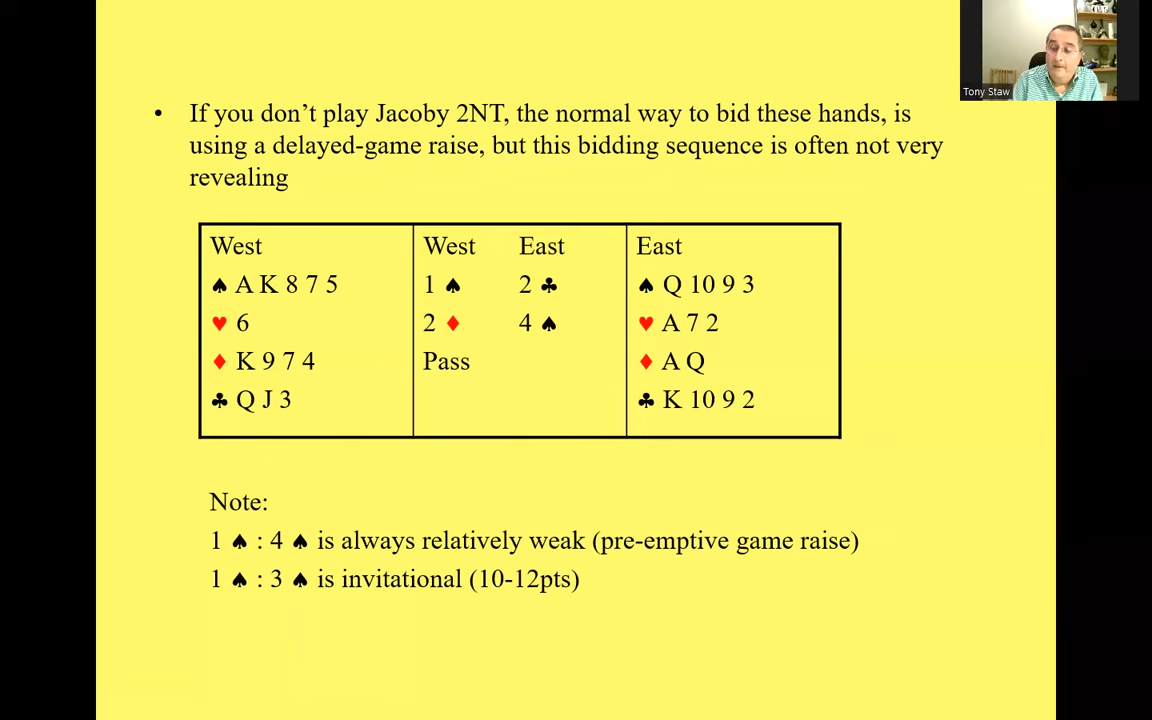 Tony Staw
• If you don't play Jacoby 2NT, the normal way to bid these hands, is
using a delayed-game raise, but this bidding sequence is often not very
revealing
West West East East
♠ A K 8 7 5 1 ♠ 2 ♣ ♠ Q 10 9 3
♥ 6 2 ♦ 4 ♠ ♥ A 7 2
♦ K 9 7 4 Pass ♦ A Q
♣ Q J 3 ♣ K 10 9 2
Note:
1 ♠ : 4 ♠ is always relatively weak (pre-emptive game raise)
1 ♠ : 3 ♠ is invitational (10-12pts)